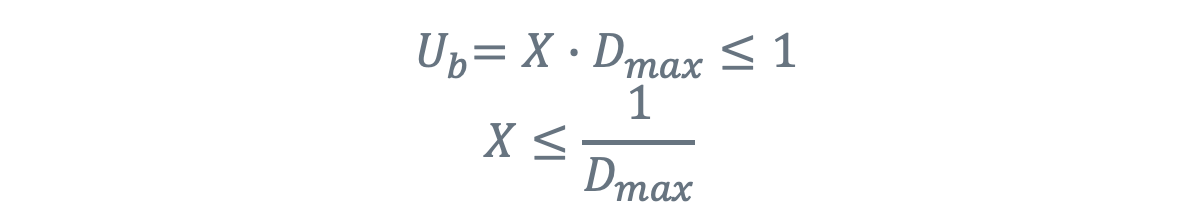 U_b = X · D_max ≤ 1
X ≤ 1/D_max